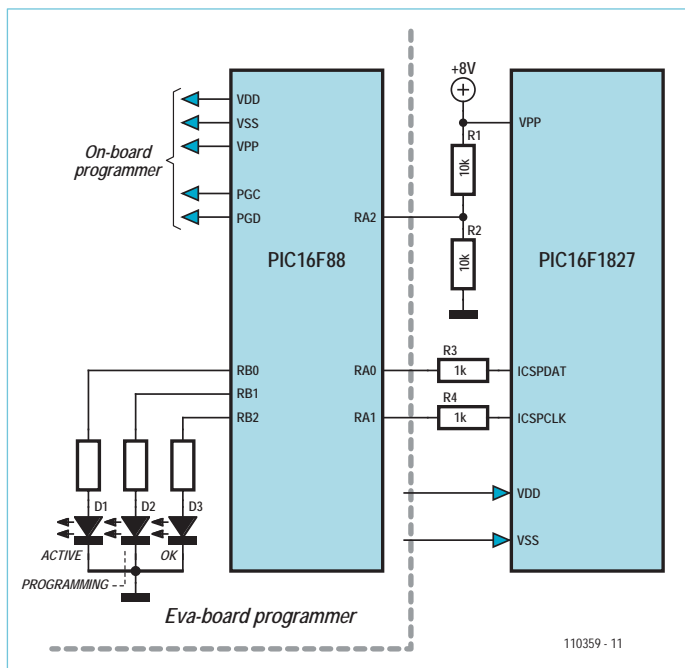 +8V
VDD
VSS
VPP
PGC
PGD
On-board
programmer
RA2
PIC16F88
VPP
R1
10k
R2
10k
PIC16F1827
RB0
RB1
RB2
RA0
RA1
R3
1k
R4
1k
ICSPDAT
ICSPCLK
VDD
VSS
D1
D2
D3
ACTIVE
OK
PROGRAMMING
Eva-board programmer
110359 - 11